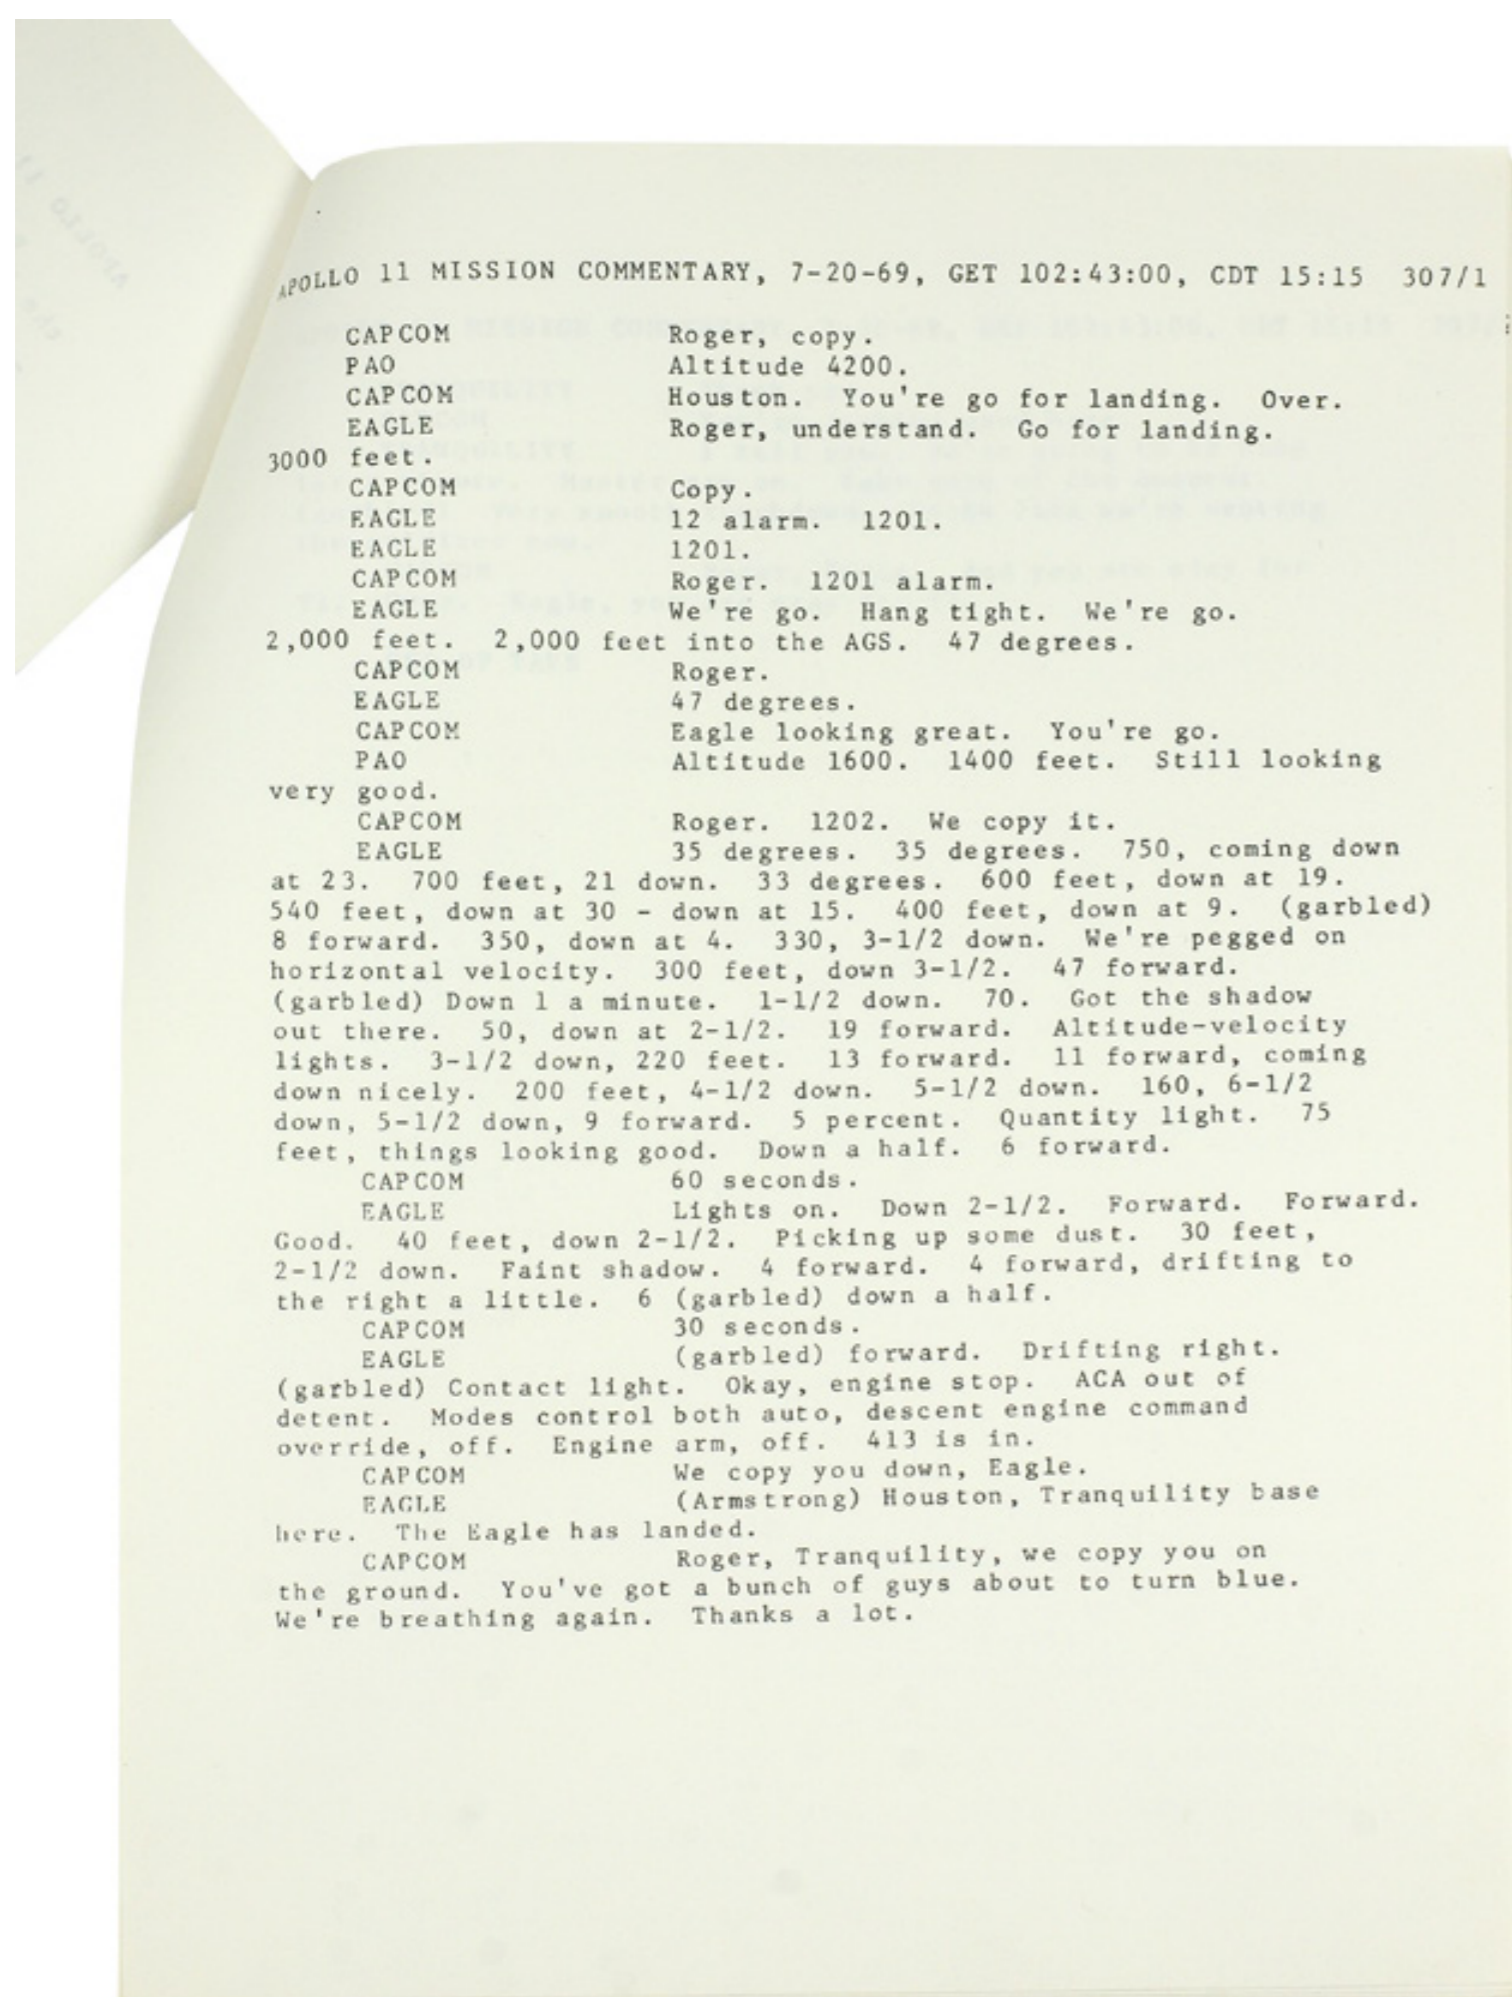 APOLLO 11 MISSION COMMENTARY, 7-20-69, GET 102:43:00, CDT 15:15 307/1
CAPCOM Roger, copy.
PAO Altitude 4200.
CAPCOM Houston. You're go for landing. Over.
EAGLE Roger, understand. Go for landing.
3000 feet.
CAPCOM Copy.
EAGLE 12 alarm. 1201.
EAGLE 1201.
CAPCOM Roger. 1201 alarm.
EAGLE We're go. Hang tight. We're go.
2,000 feet. 2,000 feet into the AGS. 47 degrees.
CAPCOM Roger.
EAGLE 47 degrees.
CAPCOM Eagle looking great. You're go.
PAO Altitude 1600. 1400 feet. Still looking
very good.
CAPCOM Roger. 1202. We copy it.
EAGLE 35 degrees. 35 degrees. 750, coming down
at 23. 700 feet, 21 down. 33 degrees. 600 feet, down at 19.
540 feet, down at 30 - down at 15. 400 feet, down at 9. (garbled)
8 forward. 350, down at 4. 330, 3-1/2 down. We're pegged on
horizontal velocity. 300 feet, down 3-1/2. 47 forward.
(garbled) Down 1 a minute. 1-1/2 down. 70. Got the shadow
out there. 50, down at 2-1/2. 19 forward. Altitude-velocity
lights. 3-1/2 down, 220 feet. 13 forward. 11 forward, coming
down nicely. 200 feet, 4-1/2 down. 5-1/2 down. 160, 6-1/2
down, 5-1/2 down, 9 forward. 5 percent. Quantity light. 75
feet, things looking good. Down a half. 6 forward.
CAPCOM 60 seconds.
EAGLE Lights on. Down 2-1/2. Forward. Forward.
Good. 40 feet, down 2-1/2. Picking up some dust. 30 feet,
2-1/2 down. Faint shadow. 4 forward. 4 forward, drifting to
the right a little. 6 (garbled) down a half.
CAPCOM 30 seconds.
EAGLE (garbled) forward. Drifting right.
(garbled) Contact light. Okay, engine stop. ACA out of
detent. Modes control both auto, descent engine command
override, off. Engine arm, off. 413 is in.
CAPCOM We copy you down, Eagle.
EAGLE (Armstrong) Houston, Tranquility base
here. The Eagle has landed.
CAPCOM Roger, Tranquility, we copy you on
the ground. You've got a bunch of guys about to turn blue.
We're breathing again. Thanks a lot.